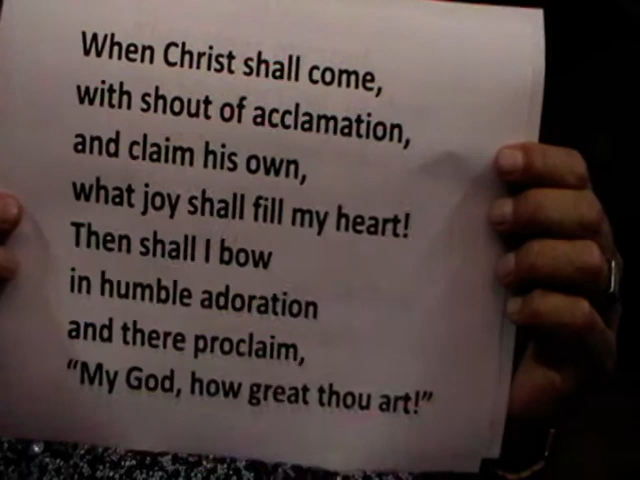 When Christ shall come,
with shout of acclamation,
and claim his own,
what joy shall fill my heart!
Then shall I bow
in humble adoration
and there proclaim,
“My God, how great thou art!”